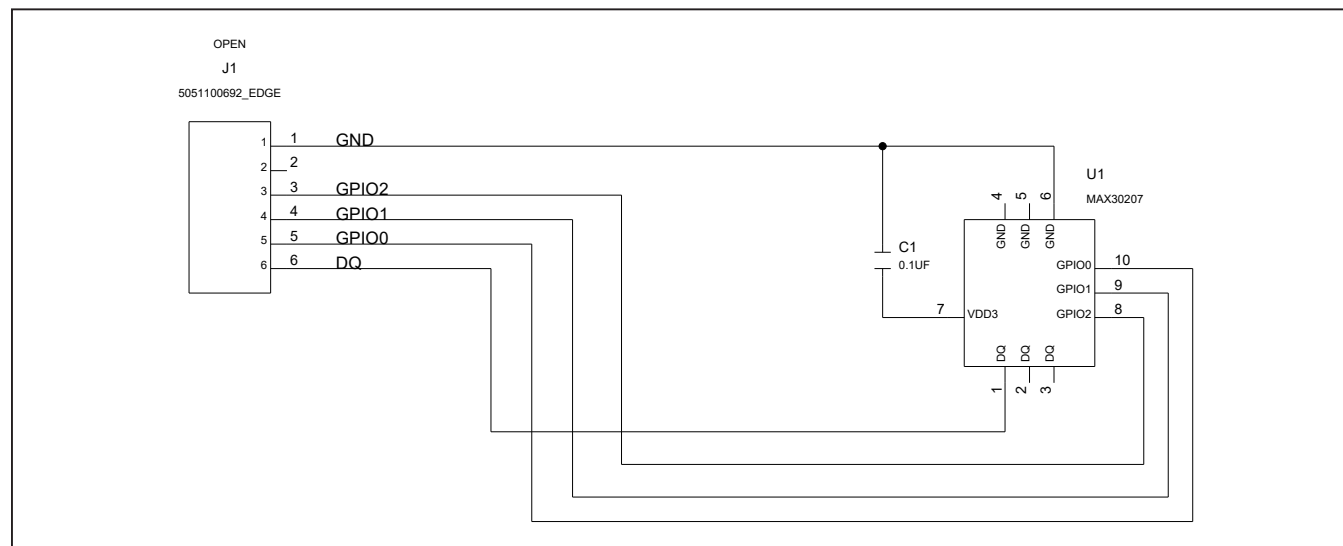 OPEN
J1
5051100692_EDGE
1 1 GND
2 2
3 3 GPIO2
4 4 GPIO1
5 5 GPIO0
6 6 DQ
U1
MAX30207
4 5 6
GND GND GND
C1
0.1UF
GPIO0 10
GPIO1 9
7 VDD3 GPIO2 8
DQ DQ DQ
1 2 3